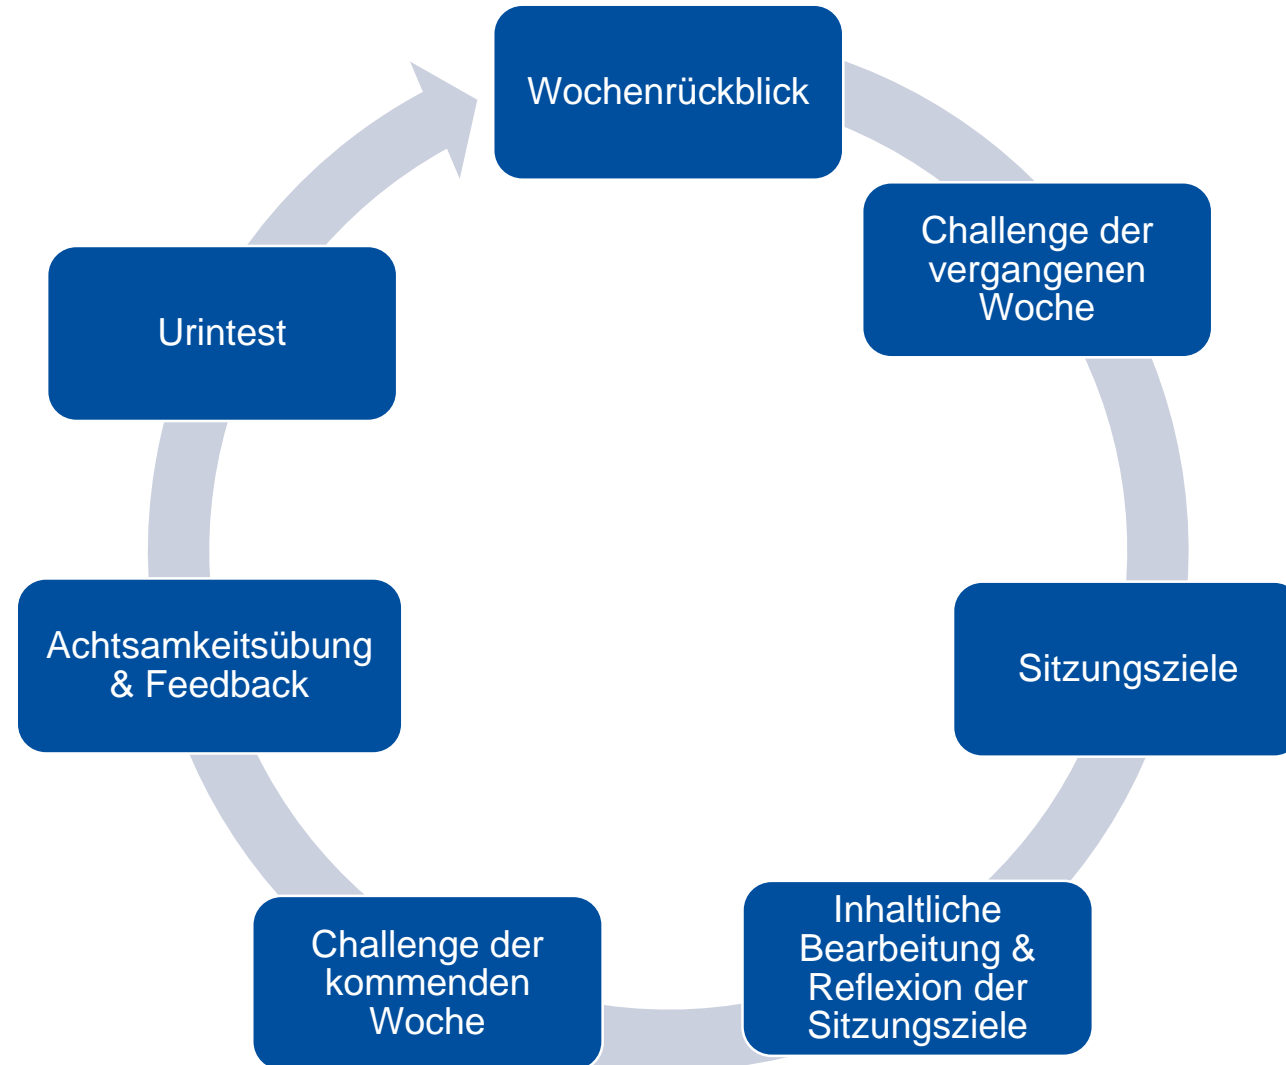 Wochenrückblick
Challenge der
vergangenen
Woche
Sitzungsziele
Inhaltliche
Bearbeitung &
Reflexion der
Sitzungsziele
Challenge der
kommenden
Woche
Achtsamkeitsübung
& Feedback
Urintest